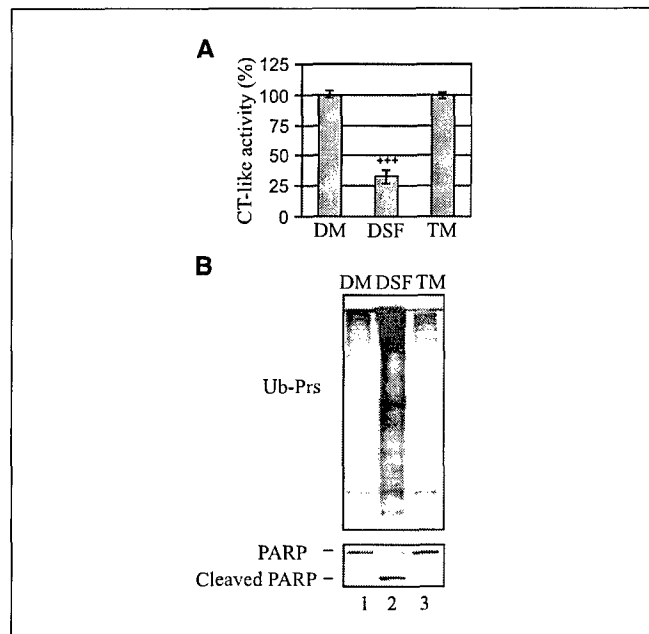 A
CT-like activity (%)
125
100
75
50
25
0
+++
DM DSF TM
B
DM DSF TM
Ub-Prs
PARP –
Cleaved PARP –
1 2 3